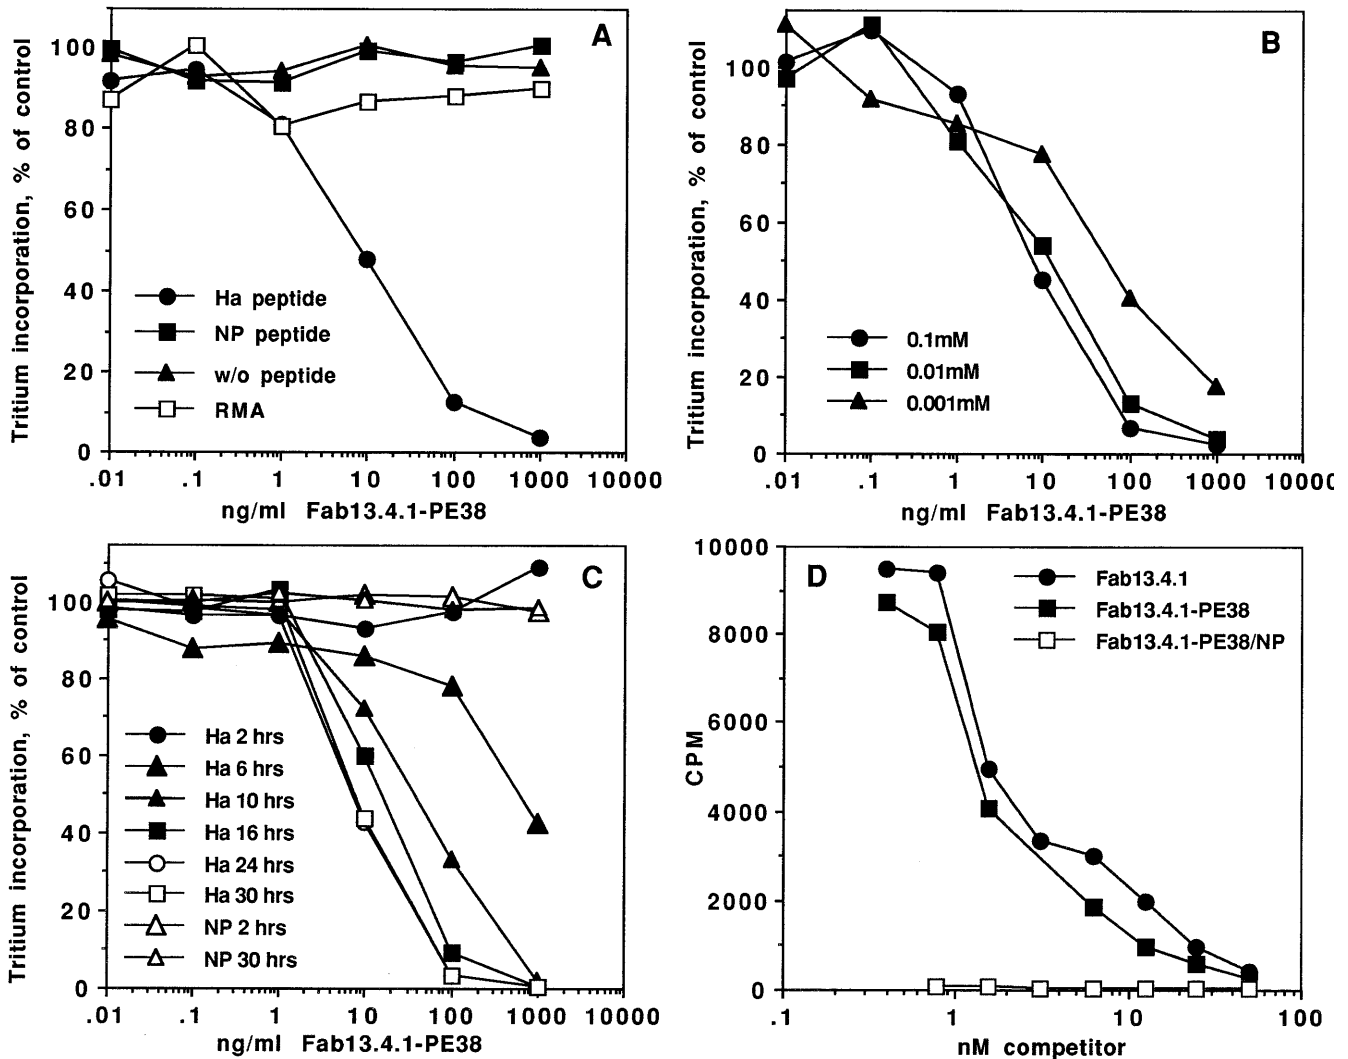 A
Tritium incorporation, % of control
100
80
60
40
20
0
Ha peptide
NP peptide
w/o peptide
RMA
.01 .1 1 10 100 1000 10000
ng/ml Fab13.4.1-PE38
B
Tritium incorporation, % of control
100
80
60
40
20
0
0.1mM
0.01mM
0.001mM
.01 .1 1 10 100 1000 1000
ng/ml Fab13.4.1-PE38
C
Tritium incorporation, % of control
100
80
60
40
20
0
Ha 2 hrs
Ha 6 hrs
Ha 10 hrs
Ha 16 hrs
Ha 24 hrs
Ha 30 hrs
NP 2 hrs
NP 30 hrs
.01 .1 1 10 100 1000 10000
ng/ml Fab13.4.1-PE38
D
CPM
10000
8000
6000
4000
2000
0
Fab13.4.1
Fab13.4.1-PE38
Fab13.4.1-PE38/NP
.1 1 10 100
nM competitor